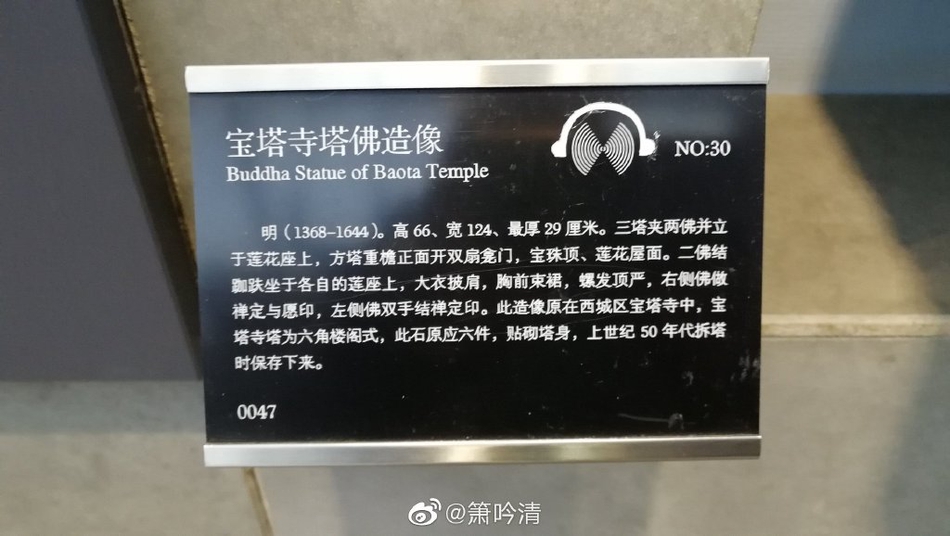 宝塔寺塔佛造像
Buddha Statue of Baota Temple
NO:30
明（1368-1644）。高 66、宽 124、最厚 29 厘米。三塔夹两佛并立
于莲花座上，方塔重檐正面开双扇龛门，宝珠顶、莲花屋面。二佛结
跏趺坐于各自的莲座上，大衣披肩，胸前束裙，螺发顶严，右侧佛做
禅定与愿印，左侧佛双手结禅定印。此造像原在西城区宝塔寺中，宝
塔寺塔为六角楼阁式，此石原应六件，贴砌塔身，上世纪 50 年代拆塔
时保存下来。
0047
@箫吟清